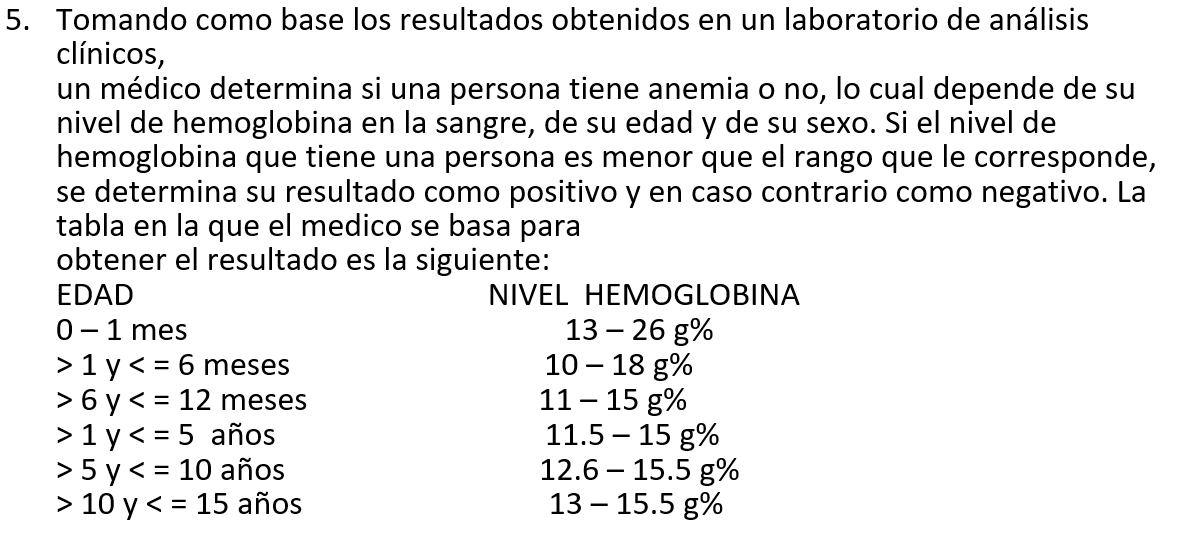 5. Tomando como base los resultados obtenidos en un laboratorio de análisis
clínicos,
un médico determina si una persona tiene anemia o no, lo cual depende de su
nivel de hemoglobina en la sangre, de su edad y de su sexo. Si el nivel de
hemoglobina que tiene una persona es menor que el rango que le corresponde,
se determina su resultado como positivo y en caso contrario como negativo. La
tabla en la que el medico se basa para
obtener el resultado es la siguiente:
EDAD NIVEL HEMOGLOBINA
0 – 1 mes 13 – 26 g%
> 1 y < = 6 meses 10 – 18 g%
> 6 y < = 12 meses 11 – 15 g%
> 1 y < = 5 años 11.5 – 15 g%
> 5 y < = 10 años 12.6 – 15.5 g%
> 10 y < = 15 años 13 – 15.5 g%